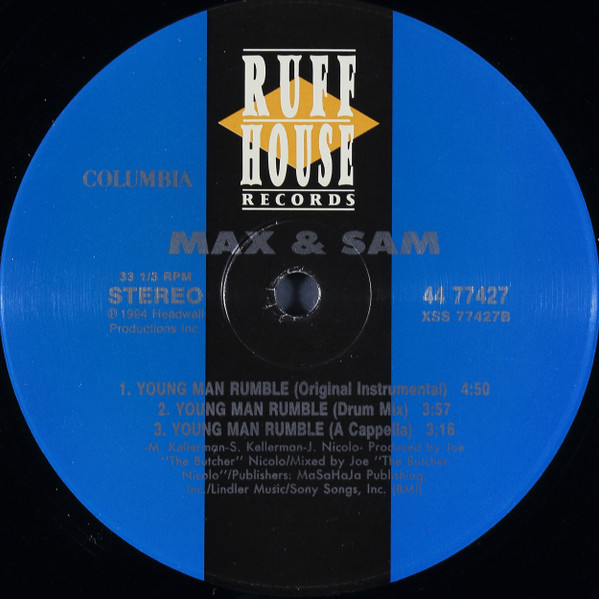 RUFF
HOUSE
RECORDS
COLUMBIA
MAX & SAM
33 1/3 RPM
STEREO
℗ 1994 Headwall
Productions Inc
44 77427
XSS 77427B
1. YOUNG MAN RUMBLE (Original Instrumental) 4:50
2. YOUNG MAN RUMBLE (Drum Mix) 3:57
3. YOUNG MAN RUMBLE (A Cappella) 3:16
-M. Kellerman-S. Kellerman-J. Nicolo- Produced by Joe
"The Butcher" Nicolo/Mixed by Joe "The Butcher
Nicolo"/Publishers: MaSaHaJa Publishing,
Inc./Lindler Music/Sony Songs, Inc. (BMI)